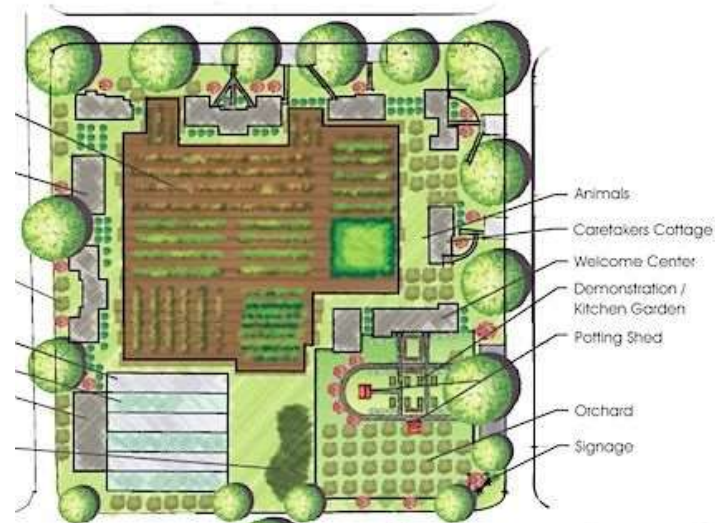 Animals
Caretakers Cottage
Welcome Center
Demonstration /
Kitchen Garden
Potting Shed
Orchard
Signage